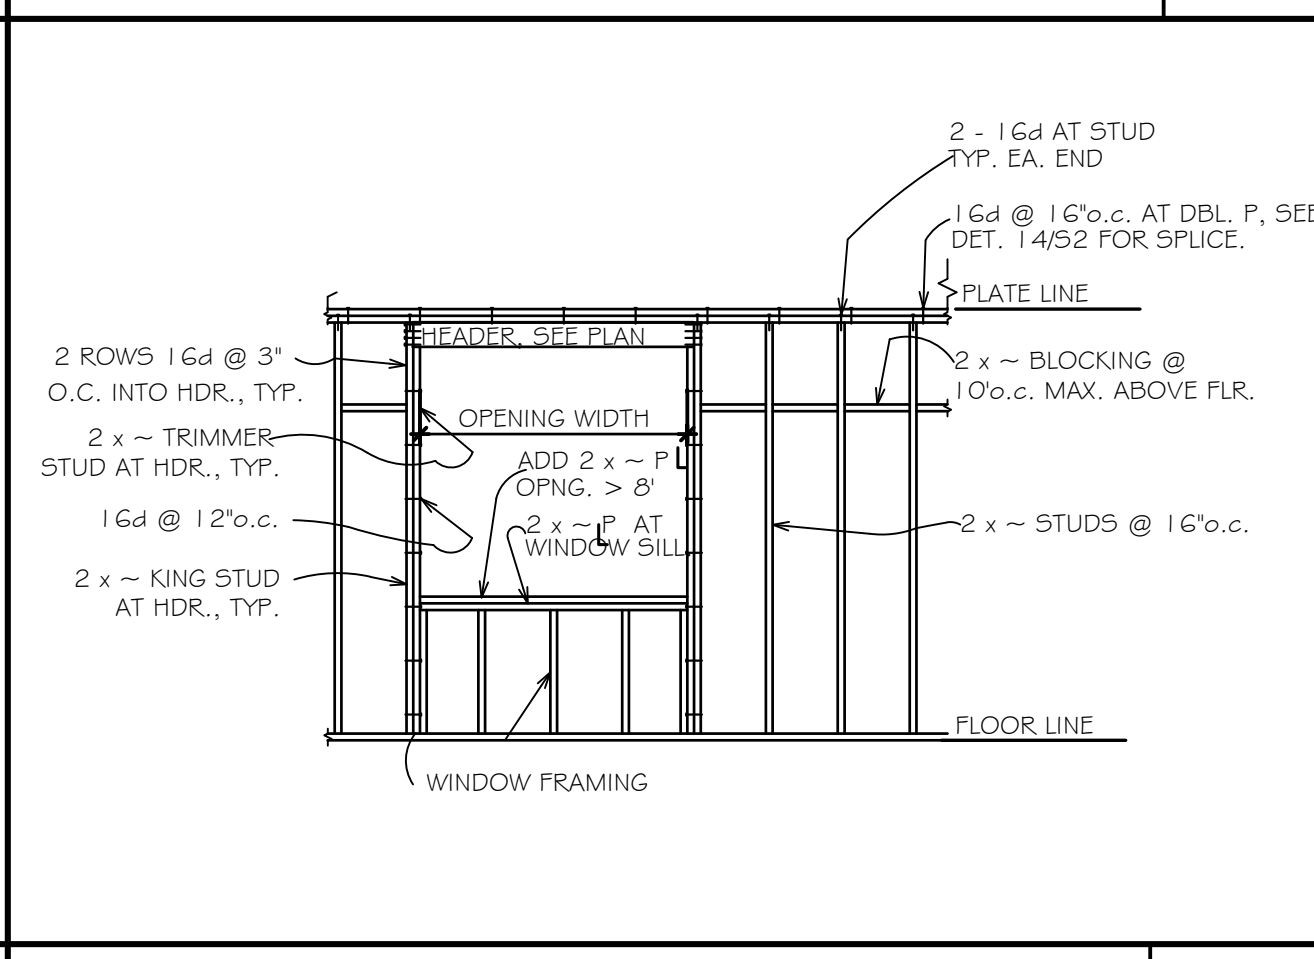 2 - 16d AT STUD
TYP. EA. END
16d @ 16"o.c. AT DBL. P, SEE
DET. 14/S2 FOR SPLICE.
PLATE LINE
HEADER, SEE PLAN
2 ROWS 16d @ 3"
O.C. INTO HDR., TYP.
2 x ~ BLOCKING @
10'o.c. MAX. ABOVE FLR.
OPENING WIDTH
2 x ~ TRIMMER
STUD AT HDR., TYP.
ADD 2 x ~ P L
OPNG. > 8'
16d @ 12"o.c.
2 x ~ P L AT
WINDOW SILL
2 x ~ STUDS @ 16"o.c.
2 x ~ KING STUD
AT HDR., TYP.
FLOOR LINE
WINDOW FRAMING